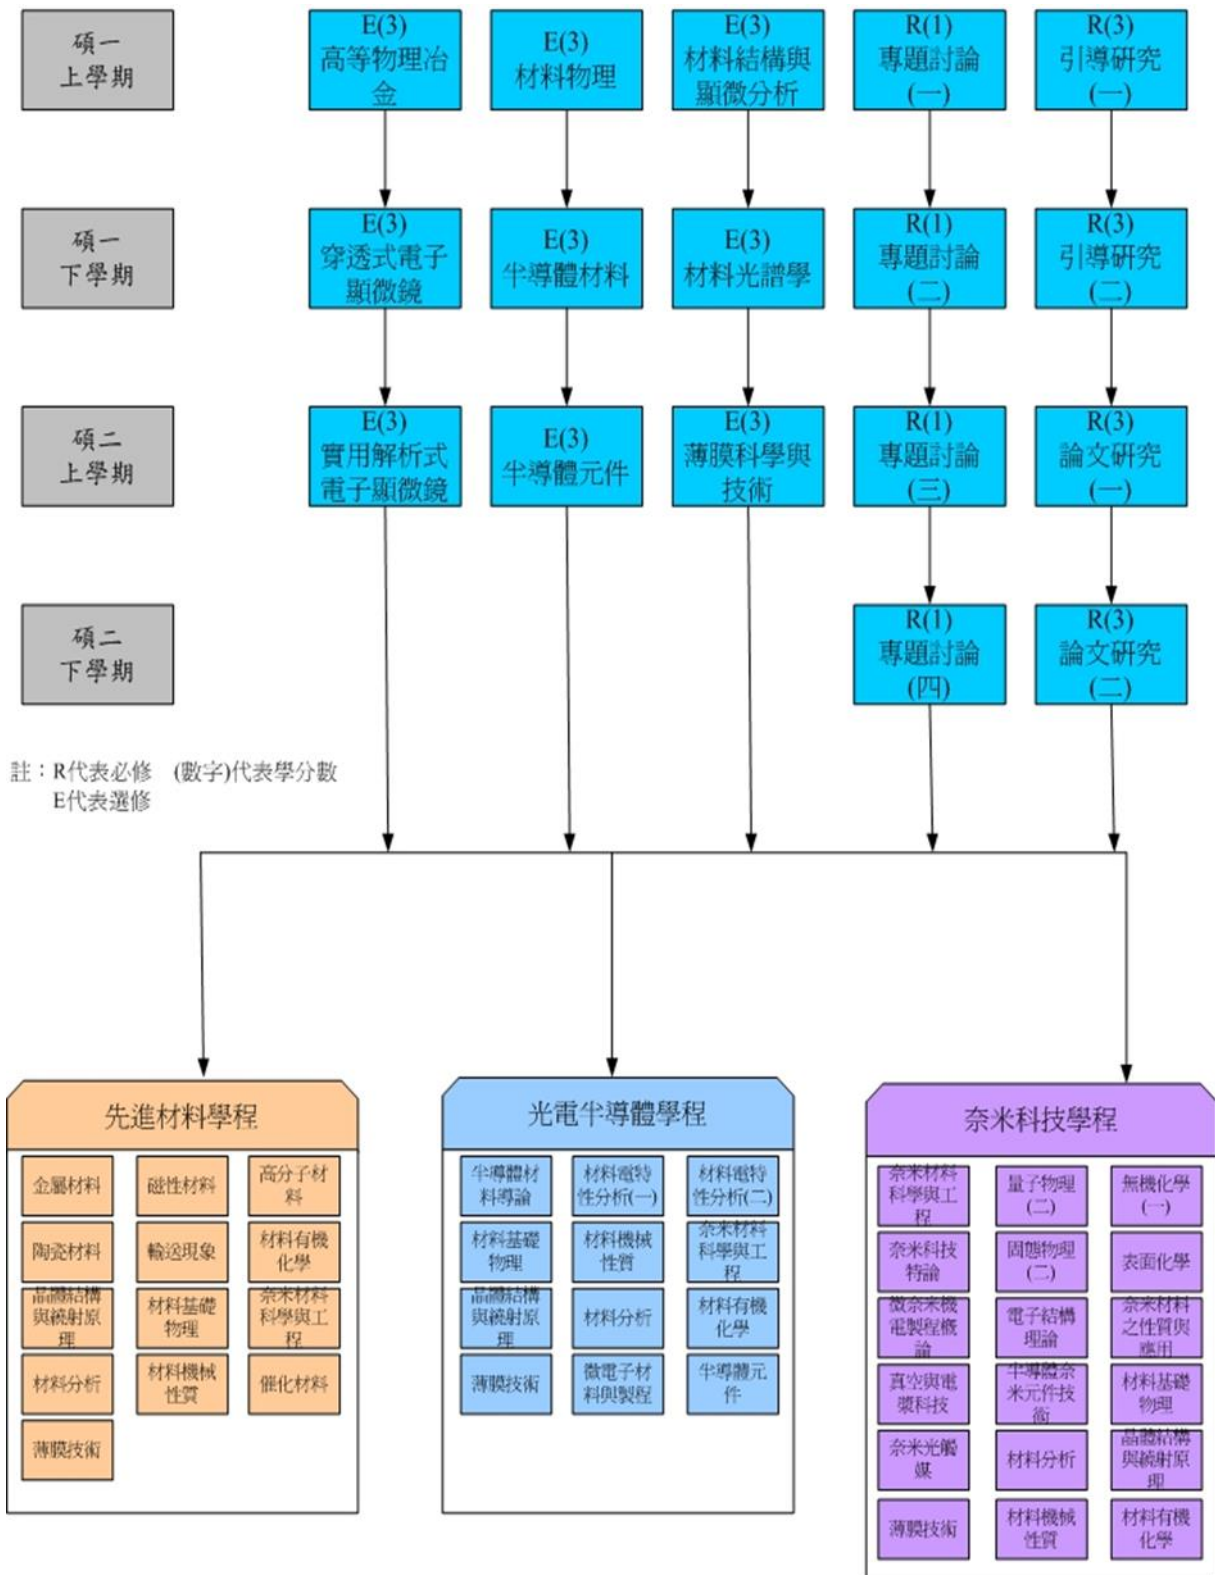 碩一
上學期
E(3)
高等物理冶
金
E(3)
材料物理
E(3)
材料結構與
顯微分析
R(1)
專題討論
(一)
R(3)
引導研究
(一)
碩一
下學期
E(3)
穿透式電子
顯微鏡
E(3)
半導體材料
E(3)
材料光譜學
R(1)
專題討論
(二)
R(3)
引導研究
(二)
碩二
上學期
E(3)
實用解析式
電子顯微鏡
E(3)
半導體元件
E(3)
薄膜科學與
技術
R(1)
專題討論
(三)
R(3)
論文研究
(一)
碩二
下學期
R(1)
專題討論
(四)
R(3)
論文研究
(二)
註：R代表必修　(數字)代表學分數
E代表選修
先進材料學程
金屬材料
磁性材料
高分子材
料
陶瓷材料
輸送現象
材料有機
化學
晶體結構
與繞射原
理
材料基礎
物理
奈米材料
科學與工
程
材料分析
材料機械
性質
催化材料
薄膜技術
光電半導體學程
半導體材
料導論
材料電特
性分析(一)
材料電特
性分析(二)
材料基礎
物理
材料機械
性質
奈米材料
科學與工
程
晶體結構
與繞射原
理
材料分析
材料有機
化學
薄膜技術
微電子材
料與製程
半導體元
件
奈米科技學程
奈米材料
科學與工
程
量子物理
(二)
無機化學
(一)
奈米科技
特論
固態物理
(二)
表面化學
微奈米機
電製程概
論
電子結構
理論
奈米材料
之性質與
應用
真空與電
漿科技
半導體奈
米元件技
術
材料基礎
物理
奈米光觸
媒
材料分析
晶體結構
與繞射原
理
薄膜技術
材料機械
性質
材料有機
化學